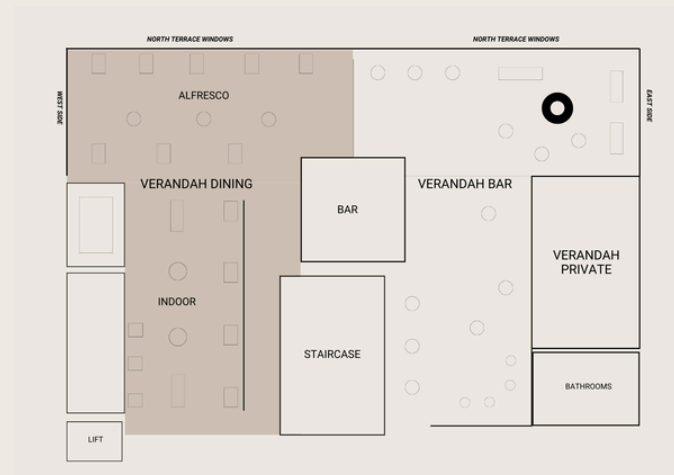 NORTH TERRACE WINDOWS
NORTH TERRACE WINDOWS
WEST SIDE
ALFRESCO
EAST SIDE
VERANDAH DINING
VERANDAH BAR
BAR
VERANDAH
PRIVATE
INDOOR
STAIRCASE
BATHROOMS
LIFT